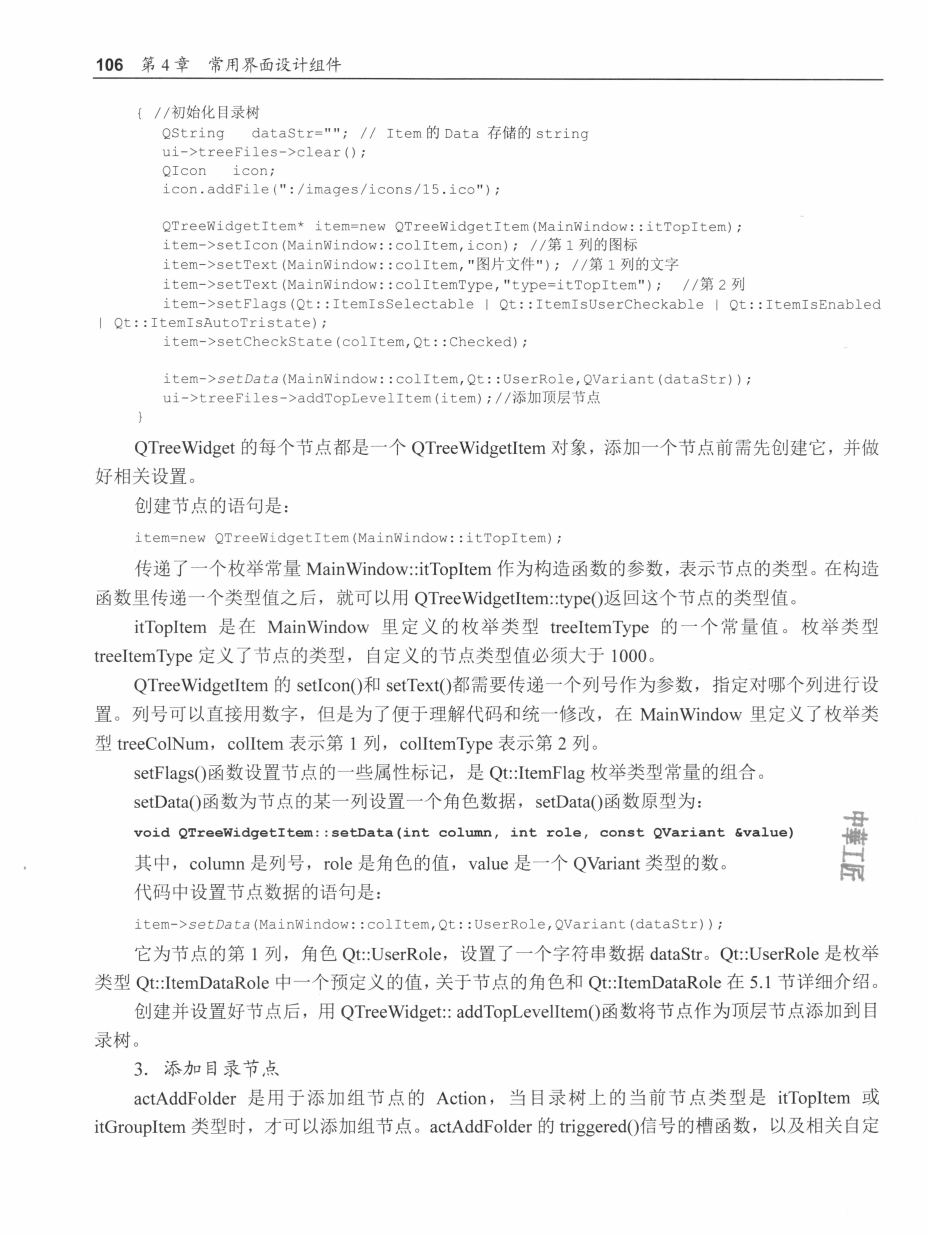 106 第 4 章 常用界面设计组件
{ //初始化目录树
QString dataStr=""; // Item 的 Data 存储的 string
ui->treeFiles->clear();
QIcon icon;
icon.addFile(":/images/icons/15.ico");
QTreeWidgetItem* item=new QTreeWidgetItem(MainWindow::itTopItem);
item->setIcon(MainWindow::colItem,icon); //第 1 列的图标
item->setText(MainWindow::colItem,"图片文件"); //第 1 列的文字
item->setText(MainWindow::colItemType,"type=itTopItem"); //第 2 列
item->setFlags(Qt::ItemIsSelectable | Qt::ItemIsUserCheckable | Qt::ItemIsEnabled
| Qt::ItemIsAutoTristate);
item->setCheckState(colItem,Qt::Checked);
item->setData(MainWindow::colItem,Qt::UserRole,QVariant(dataStr));
ui->treeFiles->addTopLevelItem(item);//添加顶层节点
}
QTreeWidget 的每个节点都是一个 QTreeWidgetItem 对象，添加一个节点前需先创建它，并做
好相关设置。
创建节点的语句是：
item=new QTreeWidgetItem(MainWindow::itTopItem);
传递了一个枚举常量 MainWindow::itTopItem 作为构造函数的参数，表示节点的类型。在构造
函数里传递一个类型值之后，就可以用 QTreeWidgetItem::type()返回这个节点的类型值。
itTopItem 是在 MainWindow 里定义的枚举类型 treeItemType 的一个常量值。枚举类型
treeItemType 定义了节点的类型，自定义的节点类型值必须大于 1000。
QTreeWidgetItem 的 setIcon()和 setText()都需要传递一个列号作为参数，指定对哪个列进行设
置。列号可以直接用数字，但是为了便于理解代码和统一修改，在 MainWindow 里定义了枚举类
型 treeColNum，colItem 表示第 1 列，colItemType 表示第 2 列。
setFlags()函数设置节点的一些属性标记，是 Qt::ItemFlag 枚举类型常量的组合。
setData()函数为节点的某一列设置一个角色数据，setData()函数原型为：
void QTreeWidgetItem::setData(int column, int role, const QVariant &value)
其中，column 是列号，role 是角色的值，value 是一个 QVariant 类型的数。
代码中设置节点数据的语句是：
item->setData(MainWindow::colItem,Qt::UserRole,QVariant(dataStr));
它为节点的第 1 列，角色 Qt::UserRole，设置了一个字符串数据 dataStr。Qt::UserRole 是枚举
类型 Qt::ItemDataRole 中一个预定义的值，关于节点的角色和 Qt::ItemDataRole 在 5.1 节详细介绍。
创建并设置好节点后，用 QTreeWidget:: addTopLevelItem()函数将节点作为顶层节点添加到目
录树。
3．添加目录节点
actAddFolder 是用于添加组节点的 Action，当目录树上的当前节点类型是 itTopItem 或
itGroupItem 类型时，才可以添加组节点。actAddFolder 的 triggered()信号的槽函数，以及相关自定
中華工匠